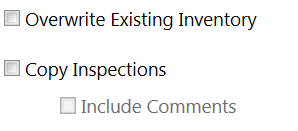 Overwrite Existing Inventory
Copy Inspections
Include Comments